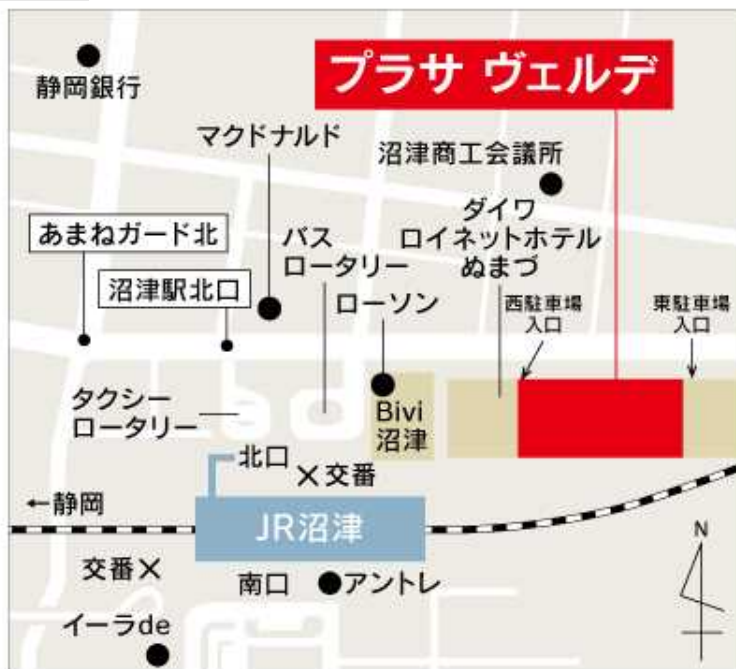 静岡銀行
プラサ ヴェルデ
マクドナルド
沼津商工会議所
あまねガード北
バス
ロータリー
ダイワ
ロイネットホテル
ぬまづ
沼津駅北口
ローソン
西駐車場
入口
東駐車場
入口
タクシー
ロータリー
Bivi
沼津
北口
交番
←静岡
JR沼津
交番
南口
アントレ
イーラde
N